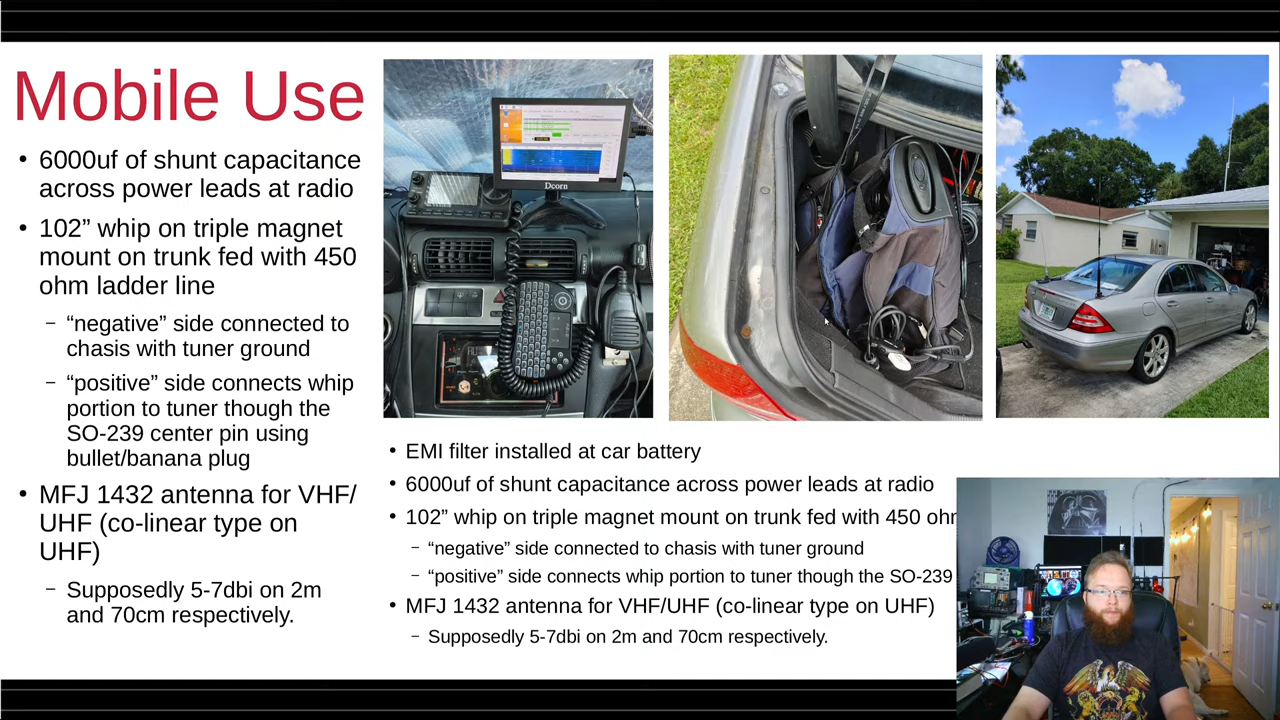 Mobile Use
• 6000uf of shunt capacitance
across power leads at radio
• 102” whip on triple magnet
mount on trunk fed with 450
ohm ladder line
– “negative” side connected to
chasis with tuner ground
– “positive” side connects whip
portion to tuner though the
SO-239 center pin using
bullet/banana plug
• MFJ 1432 antenna for VHF/
UHF (co-linear type on
UHF)
– Supposedly 5-7dbi on 2m
and 70cm respectively.
Dcorn
• EMI filter installed at car battery
• 6000uf of shunt capacitance across power leads at radio
• 102” whip on triple magnet mount on trunk fed with 450 ohm
– “negative” side connected to chasis with tuner ground
– “positive” side connects whip portion to tuner though the SO-239
• MFJ 1432 antenna for VHF/UHF (co-linear type on UHF)
– Supposedly 5-7dbi on 2m and 70cm respectively.